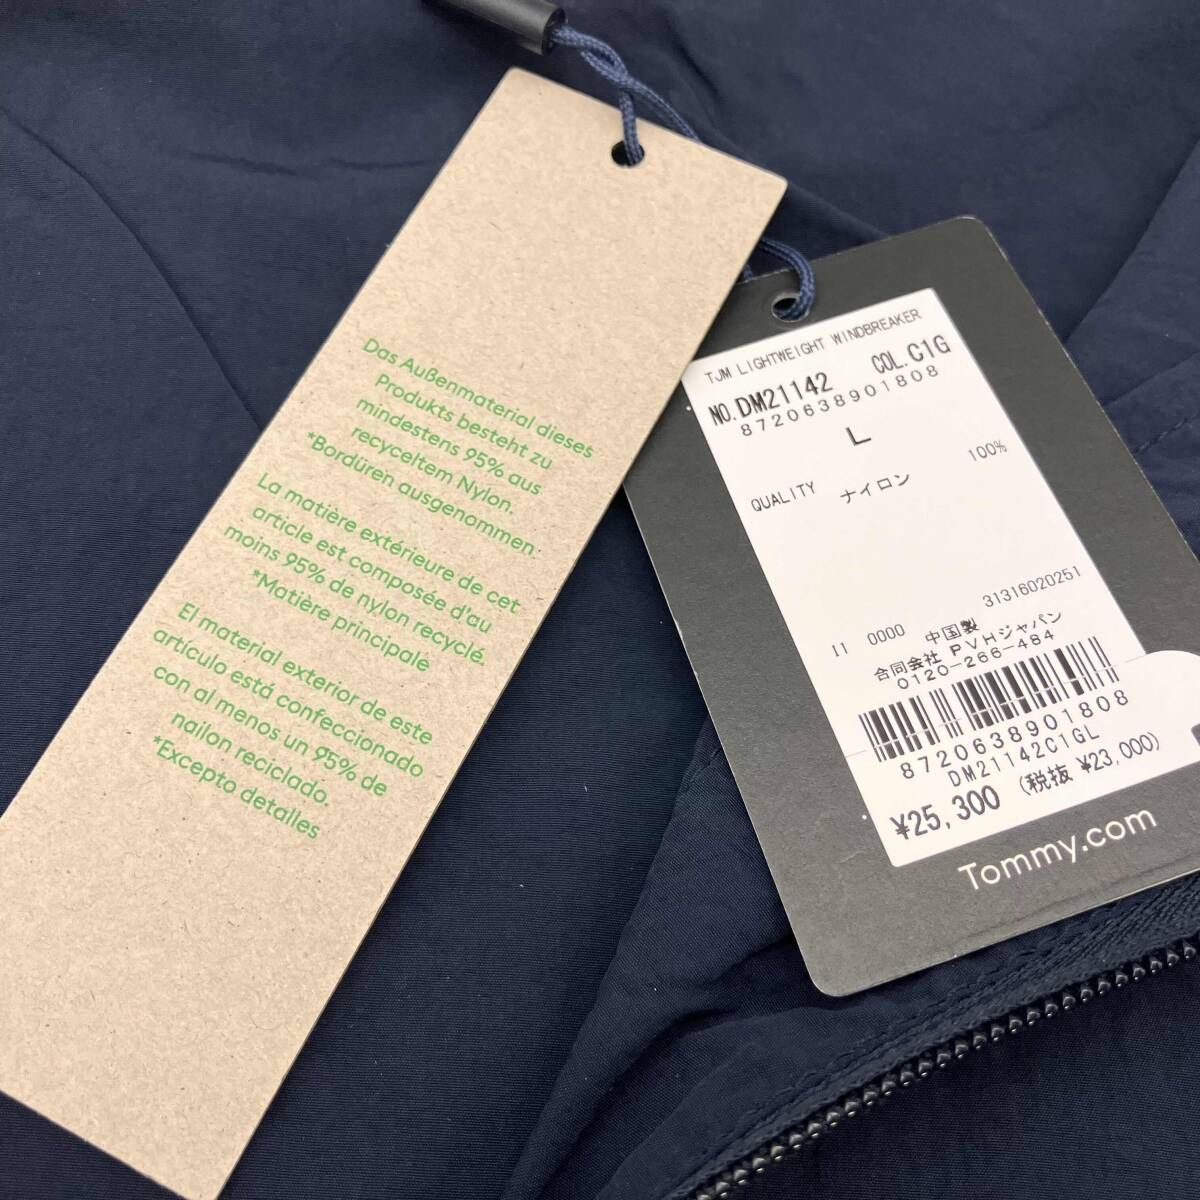 Das Außenmaterial dieses
Produkts besteht zu
mindestens 95% aus
recyceltem Nylon.
*Bordüren ausgenommen.
La matière extérieure de cet
article est composée d'au
moins 95% de nylon recyclé.
*Matière principale
El material exterior de este
artículo está confeccionado
con al menos un 95% de
nailon reciclado.
*Excepto detalles
TJM LIGHTWEIGHT WINDBREAKER
NO.DM21142 COL.C1G
8720638901808
L
QUALITY ナイロン 100%
31316020251
I1 0000 中国製
合同会社 PVHジャパン
0120-266-484
8720638901808
DM21142C1GL
¥25,300 (税抜 ¥23,000)
Tommy.com